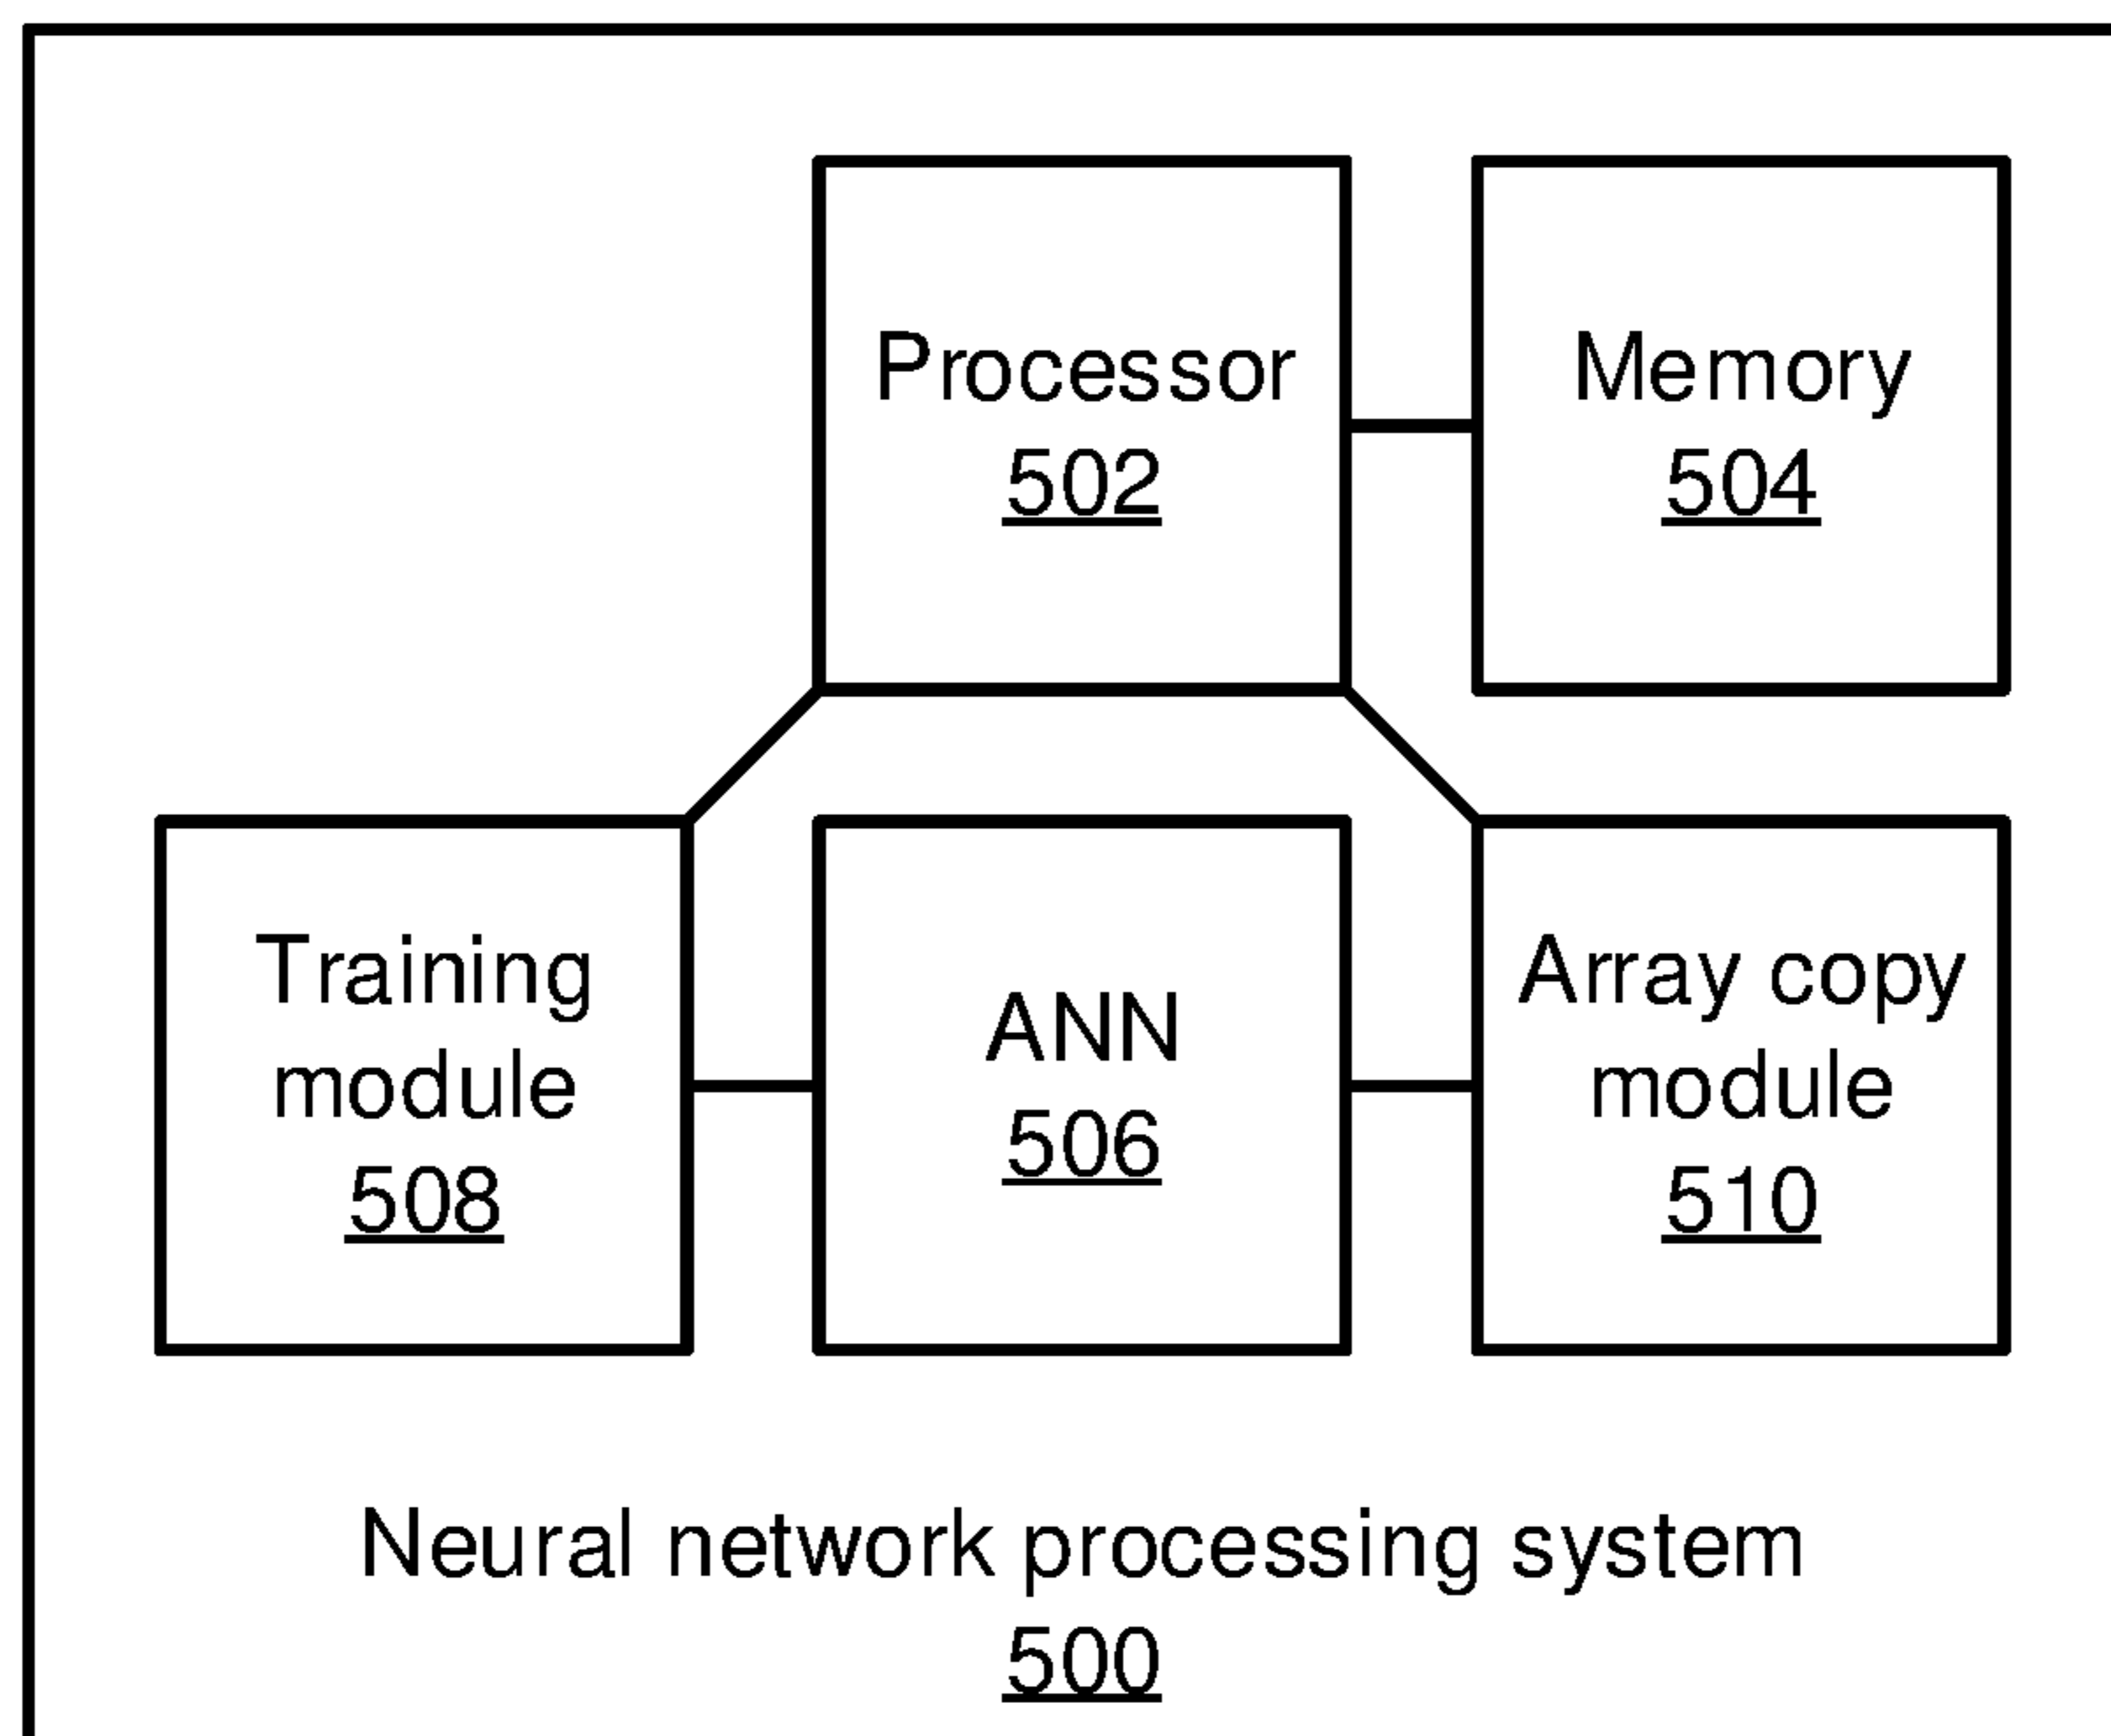 Processor
502
Memory
504
Training
module
508
ANN
506
Array copy
module
510
Neural network processing system
500